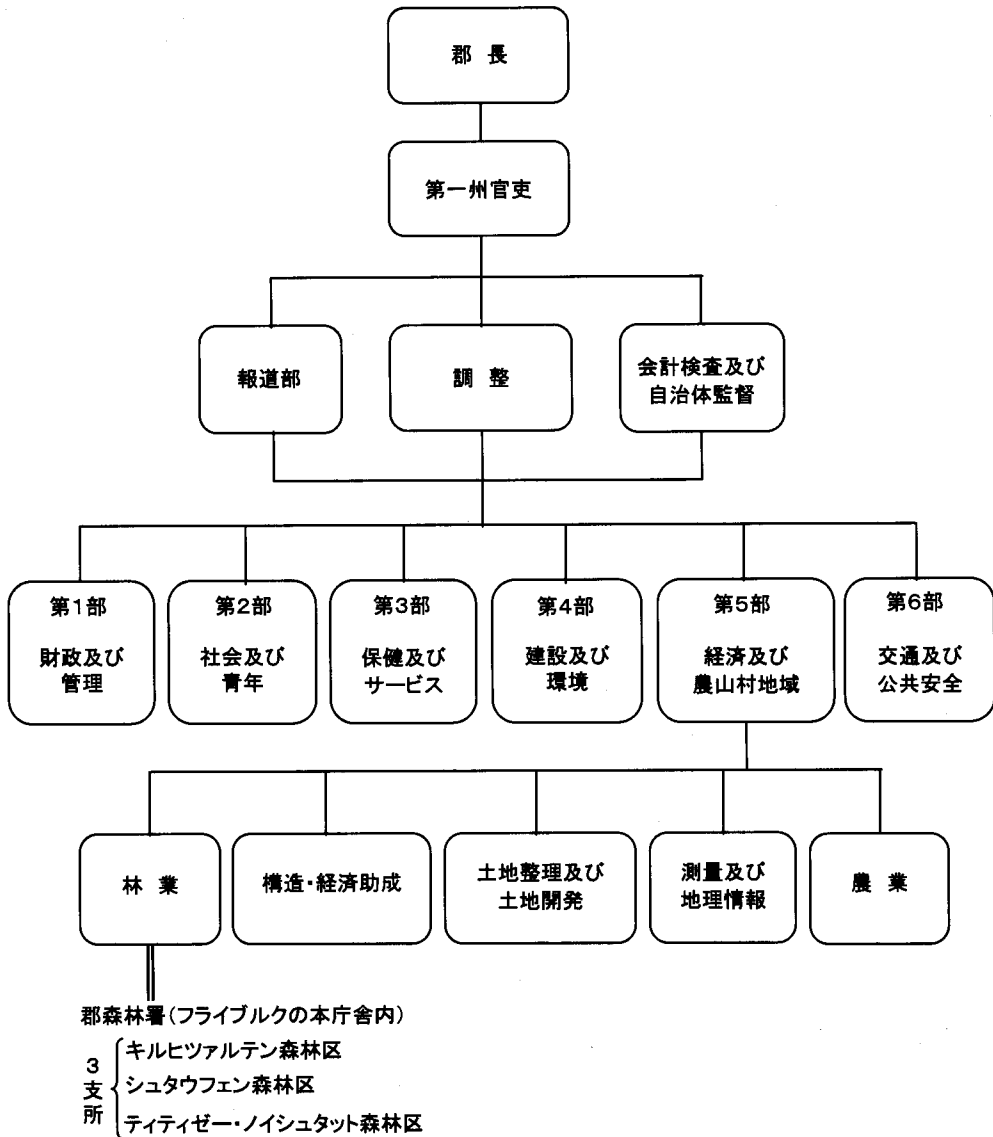 郡 長
第一州官吏
報道部
調 整
会計検査及び
自治体監督
第1部
財政及び
管理
第2部
社会及び
青年
第3部
保健及び
サービス
第4部
建設及び
環境
第5部
経済及び
農山村地域
第6部
交通及び
公共安全
林 業
構造・経済助成
土地整理及び
土地開発
測量及び
地理情報
農 業
郡森林署(フライブルクの本庁舎内)
3支所
キルヒツァルテン森林区
シュタウフェン森林区
ティティゼー・ノイシュタット森林区